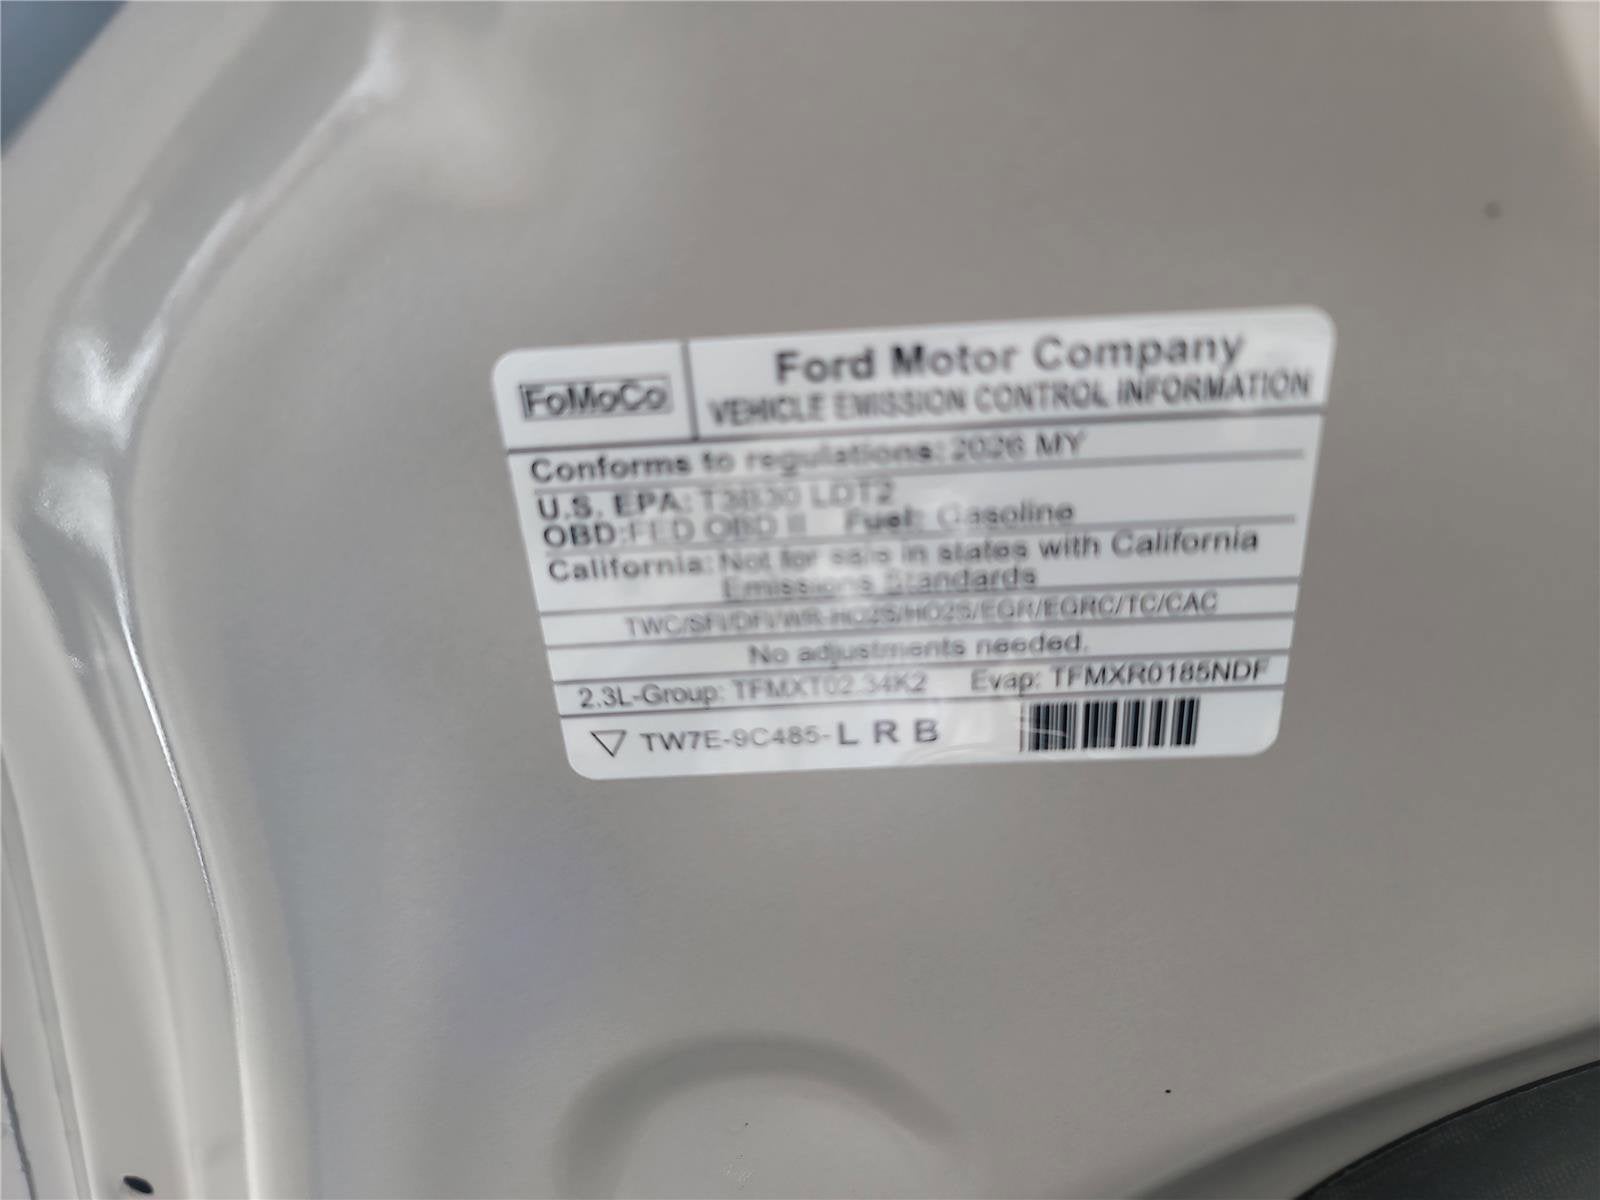 FoMoCo
Ford Motor Company
VEHICLE EMISSION CONTROL INFORMATION
Conforms to regulations: 2026 MY
U.S. EPA: T3B30 LDT2
OBD:FED OBD II Fuel: Gasoline
California: Not for sale in states with California
Emissions Standards
TWC/SFI/DFI/WR-HO2S/HO2S/EGR/EGRC/TC/CAC
No adjustments needed.
2.3L-Group: TFMXT02.34K2 Evap: TFMXR0185NDF
TW7E-9C485-L R B